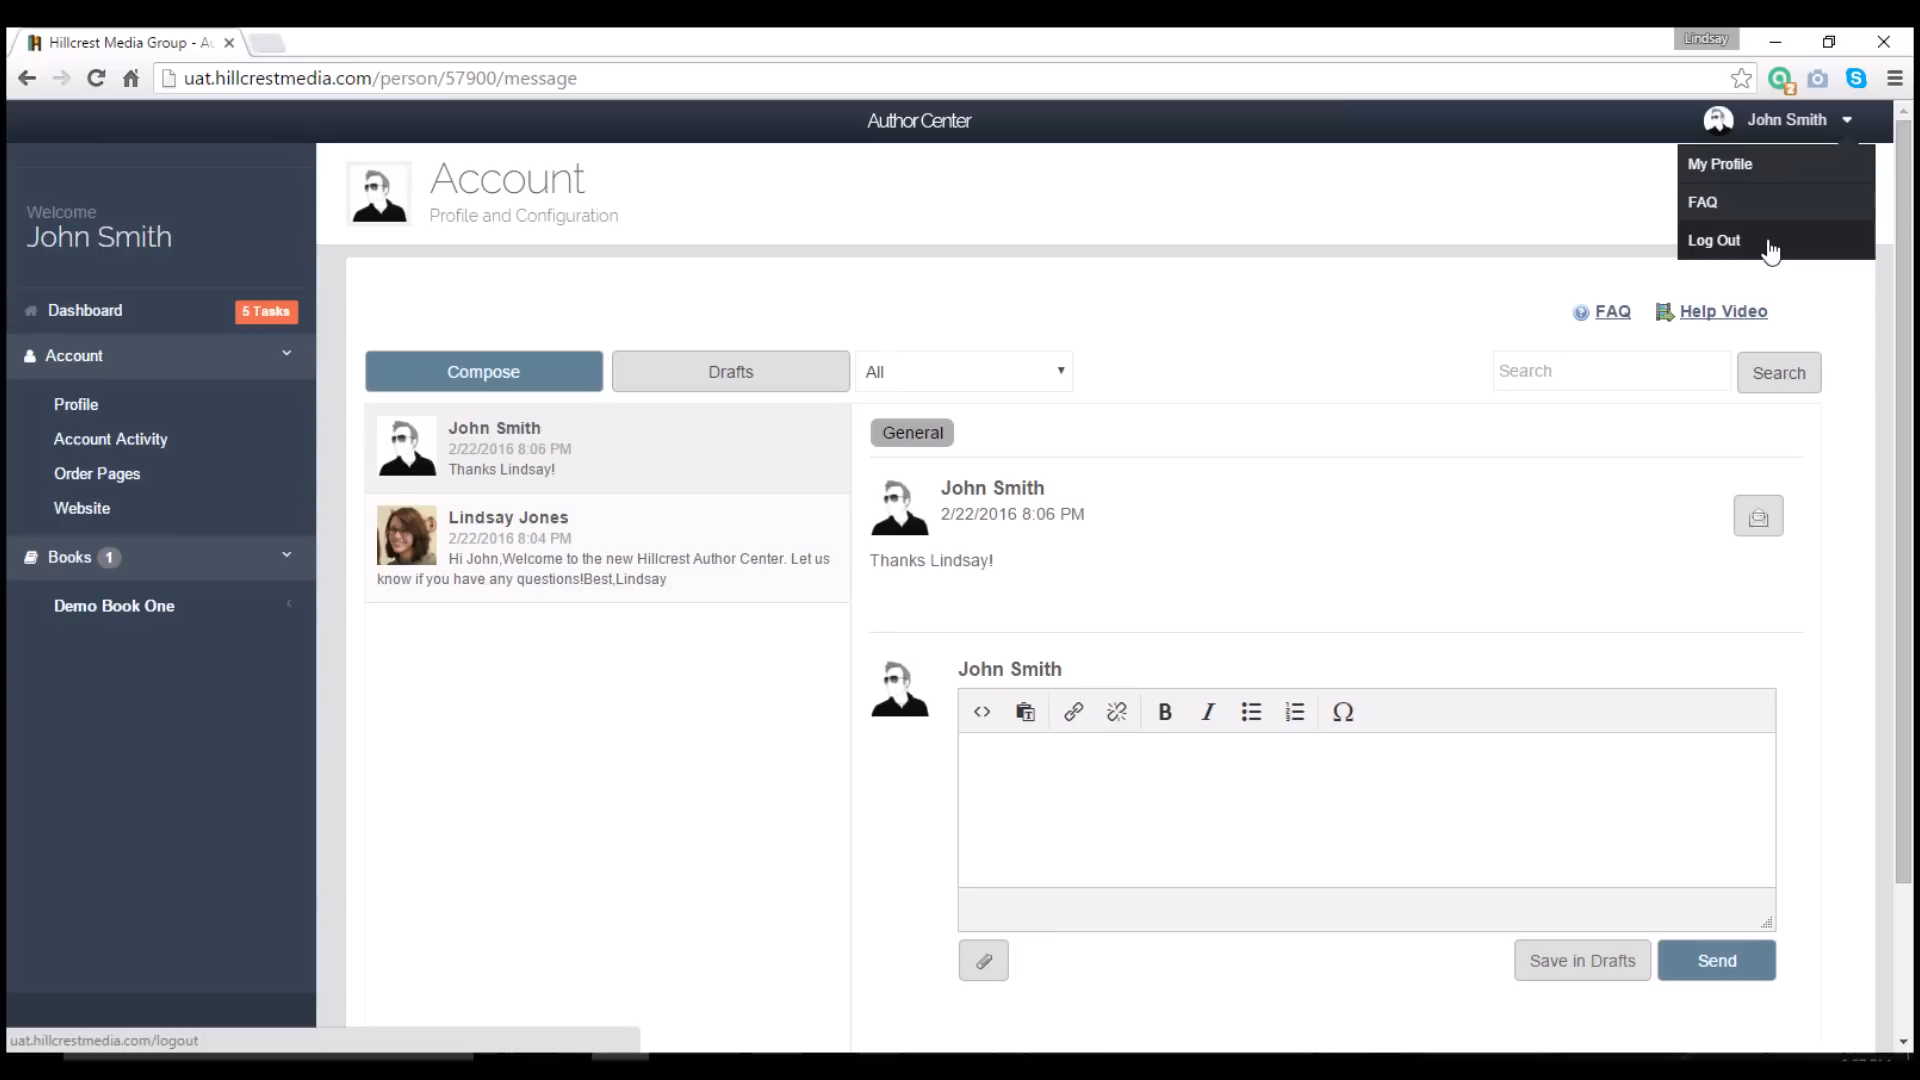 Hillcrest Media Group - Ac
Lindsay
uat.hillcrestmedia.com/person/57900/message
2
Author Center
John Smith
My Profile
FAQ
Log Out
Welcome
John Smith
Account
Profile and Configuration
Dashboard
5 Tasks
Account
Profile
Account Activity
Order Pages
Website
Books 1
Demo Book One
FAQ
Help Video
Compose
Drafts
All
Search
Search
John Smith
2/22/2016 8:06 PM
Thanks Lindsay!
Lindsay Jones
2/22/2016 8:04 PM
Hi John,Welcome to the new Hillcrest Author Center. Let us
know if you have any questions!Best,Lindsay
General
John Smith
2/22/2016 8:06 PM
Thanks Lindsay!
John Smith
B I Ω
Save in Drafts
Send
uat.hillcrestmedia.com/logout